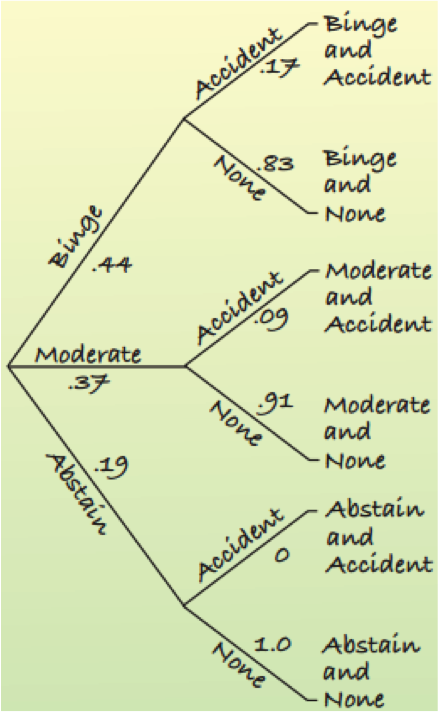 Binge
and
Accident
Accident
.17
Binge
and
None
.83
None
Binge
.44
Moderate
and
Accident
Accident
.09
Moderate
.37
Moderate
and
None
.91
None
.19
Abstain
Abstain
and
Accident
Accident
0
Abstain
and
None
1.0
None